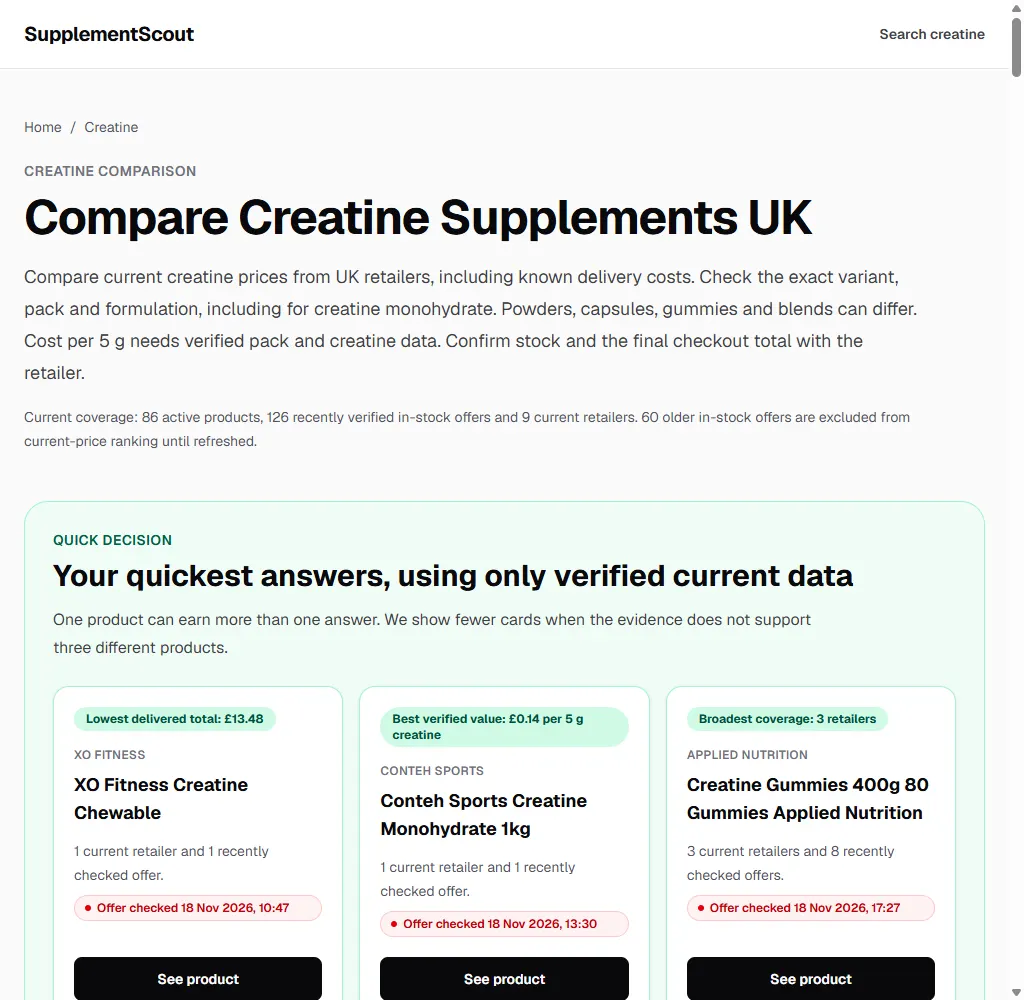 SupplementScout
Search creatine
Home / Creatine
CREATINE COMPARISON
Compare Creatine Supplements UK
Compare current creatine prices from UK retailers, including known delivery costs. Check the exact variant,
pack and formulation, including for creatine monohydrate. Powders, capsules, gummies and blends can differ.
Cost per 5 g needs verified pack and creatine data. Confirm stock and the final checkout total with the
retailer.
Current coverage: 86 active products, 126 recently verified in-stock offers and 9 current retailers. 60 older in-stock offers are excluded from
current-price ranking until refreshed.
QUICK DECISION
Your quickest answers, using only verified current data
One product can earn more than one answer. We show fewer cards when the evidence does not support
three different products.
Lowest delivered total: £13.48
XO FITNESS
XO Fitness Creatine
Chewable
1 current retailer and 1 recently
checked offer.
Offer checked 18 Nov 2026, 10:47
See product
Best verified value: £0.14 per 5 g
creatine
CONTEH SPORTS
Conteh Sports Creatine
Monohydrate 1kg
1 current retailer and 1 recently
checked offer.
Offer checked 18 Nov 2026, 13:30
See product
Broadest coverage: 3 retailers
APPLIED NUTRITION
Creatine Gummies 400g 80
Gummies Applied Nutrition
3 current retailers and 8 recently
checked offers.
Offer checked 18 Nov 2026, 17:27
See product